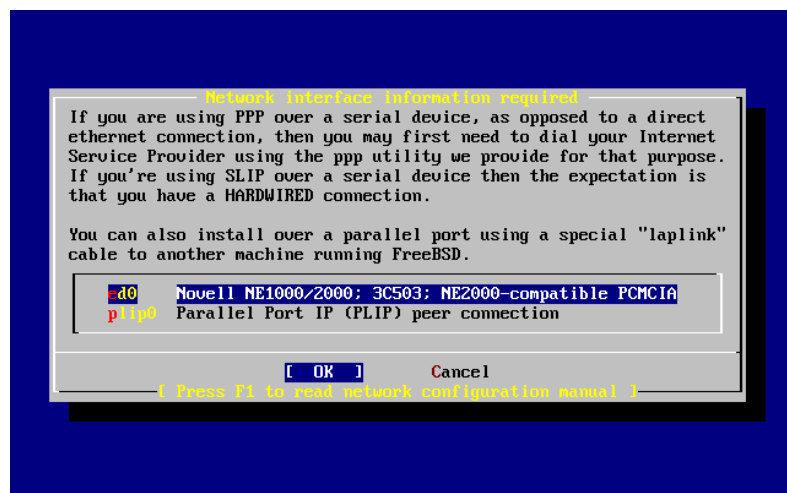 Network interface information required
If you are using PPP over a serial device, as opposed to a direct
ethernet connection, then you may first need to dial your Internet
Service Provider using the ppp utility we provide for that purpose.
If you're using SLIP over a serial device then the expectation is
that you have a HARDWIRED connection.
You can also install over a parallel port using a special "laplink"
cable to another machine running FreeBSD.
ed0 Novell NE1000/2000; 3C503; NE2000-compatible PCMCIA
plip0 Parallel Port IP (PLIP) peer connection
[ OK ] Cancel
[ Press F1 to read network configuration manual ]